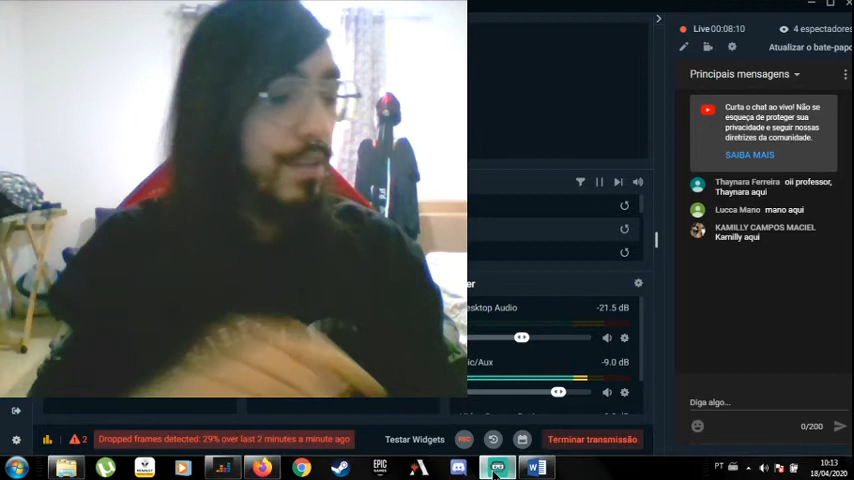 Live 00:08:10
4 espectadores
Atualizar o bate-papo
Principais mensagens
Curta o chat ao vivo! Não se
esqueça de proteger sua
privacidade e seguir nossas
diretrizes da comunidade.
SAIBA MAIS
Thaynara Ferreira oii professor,
Thaynara aqui
Lucca Mano mano aqui
KAMILLY CAMPOS MACIEL
Kamilly aqui
Diga algo...
0/200
er
esktop Audio -21.5 dB
ic/Aux -9.0 dB
2
Dropped frames detected: 29% over last 2 minutes a minute ago
Testar Widgets
REC
Terminar transmissão
EPIC
GAMES
PT
10:13
18/04/2020